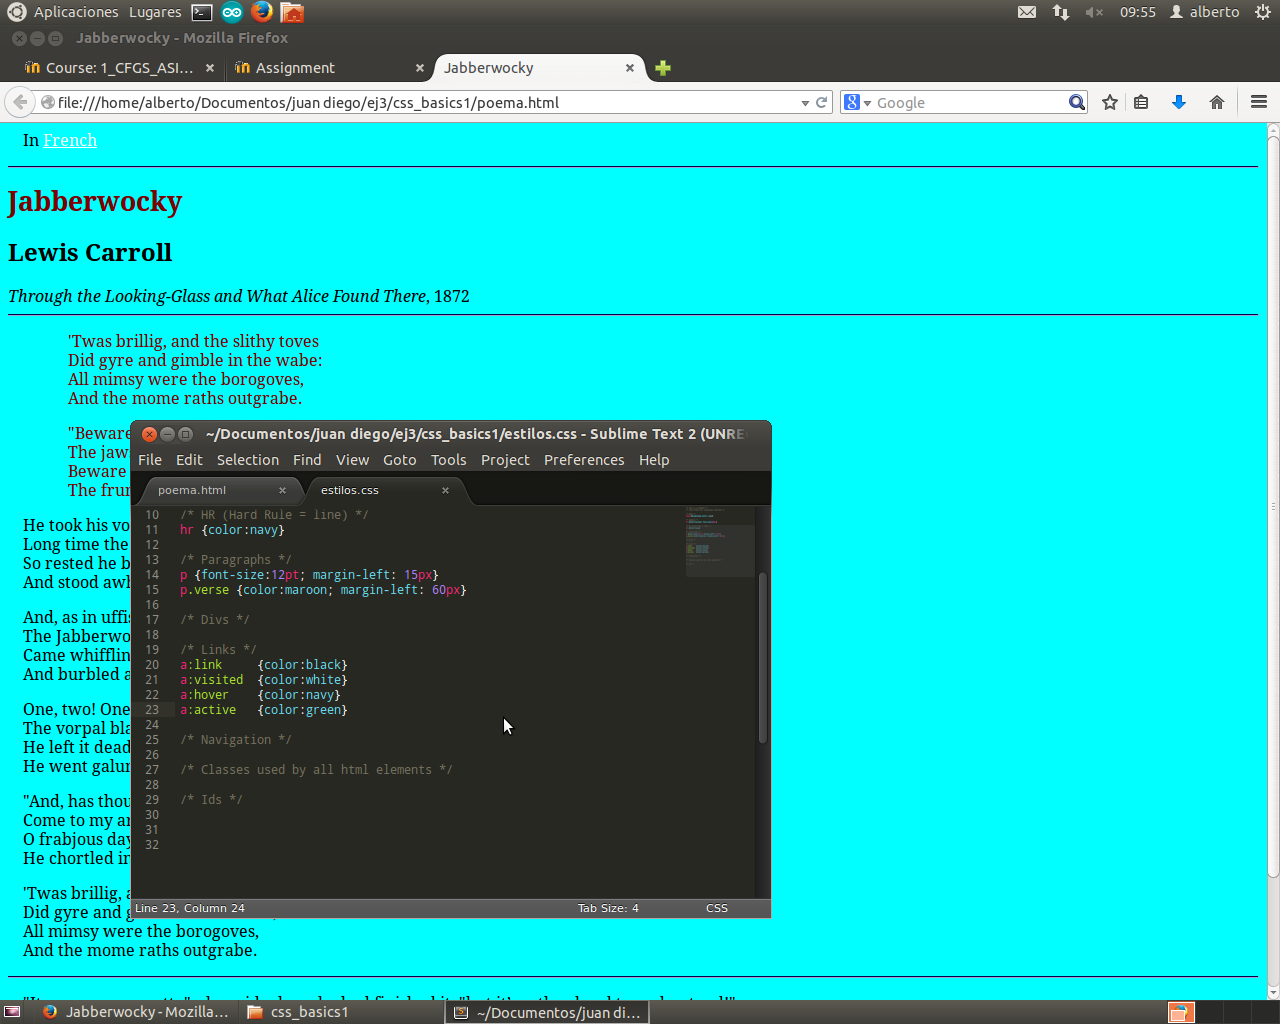 Aplicaciones Lugares 09:55 alberto
Jabberwocky - Mozilla Firefox
Course: 1_CFGS_ASI... Assignment Jabberwocky
file:///home/alberto/Documentos/juan diego/ej3/css_basics1/poema.html Google
In French
Jabberwocky
Lewis Carroll
Through the Looking-Glass and What Alice Found There, 1872
'Twas brillig, and the slithy toves
Did gyre and gimble in the wabe:
All mimsy were the borogoves,
And the mome raths outgrabe.
"Beware
The jaw
Beware
The frun
He took his vo
Long time the
So rested he b
And stood awh
And, as in uffis
The Jabberwo
Came whifflin
And burbled a
One, two! One
The vorpal bla
He left it dead
He went galum
"And, has thou
Come to my ar
O frabjous day
He chortled in
'Twas brillig, a
Did gyre and g
All mimsy were the borogoves,
And the mome raths outgrabe.
~/Documentos/juan diego/ej3/css_basics1/estilos.css - Sublime Text 2 (UNRE
File Edit Selection Find View Goto Tools Project Preferences Help
poema.html estilos.css
10 /* HR (Hard Rule = line) */
11 hr {color:navy}
12
13 /* Paragraphs */
14 p {font-size:12pt; margin-left: 15px}
15 p.verse {color:maroon; margin-left: 60px}
16
17 /* Divs */
18
19 /* Links */
20 a:link {color:black}
21 a:visited {color:white}
22 a:hover {color:navy}
23 a:active {color:green}
24
25 /* Navigation */
26
27 /* Classes used by all html elements */
28
29 /* Ids */
30
31
32
Line 23, Column 24 Tab Size: 4 CSS
Jabberwocky - Mozilla... css_basics1 ~/Documentos/juan di...